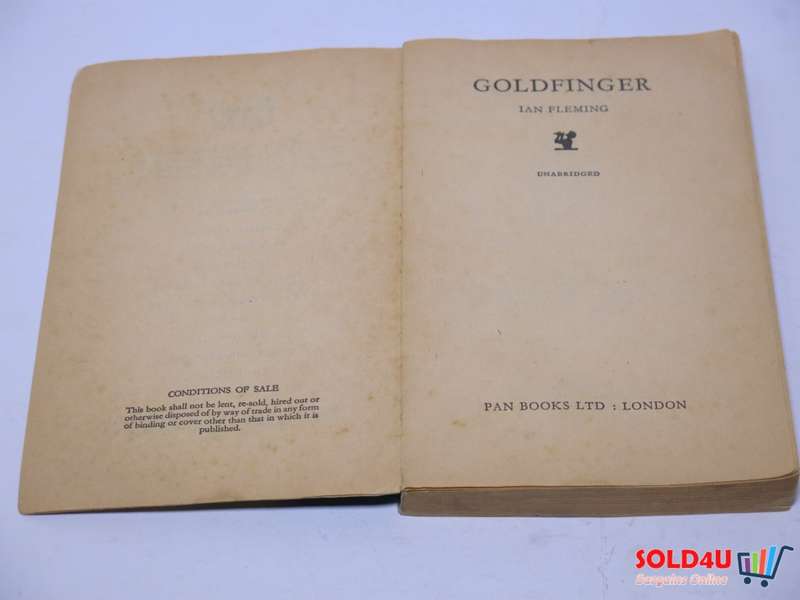 CONDITIONS OF SALE
This book shall not be lent, re-sold, hired out or
otherwise disposed of by way of trade in any form
of binding or cover other than that in which it is
published.
GOLDFINGER
IAN FLEMING
UNABRIDGED
PAN BOOKS LTD : LONDON
SOLD4U
Bargains Online